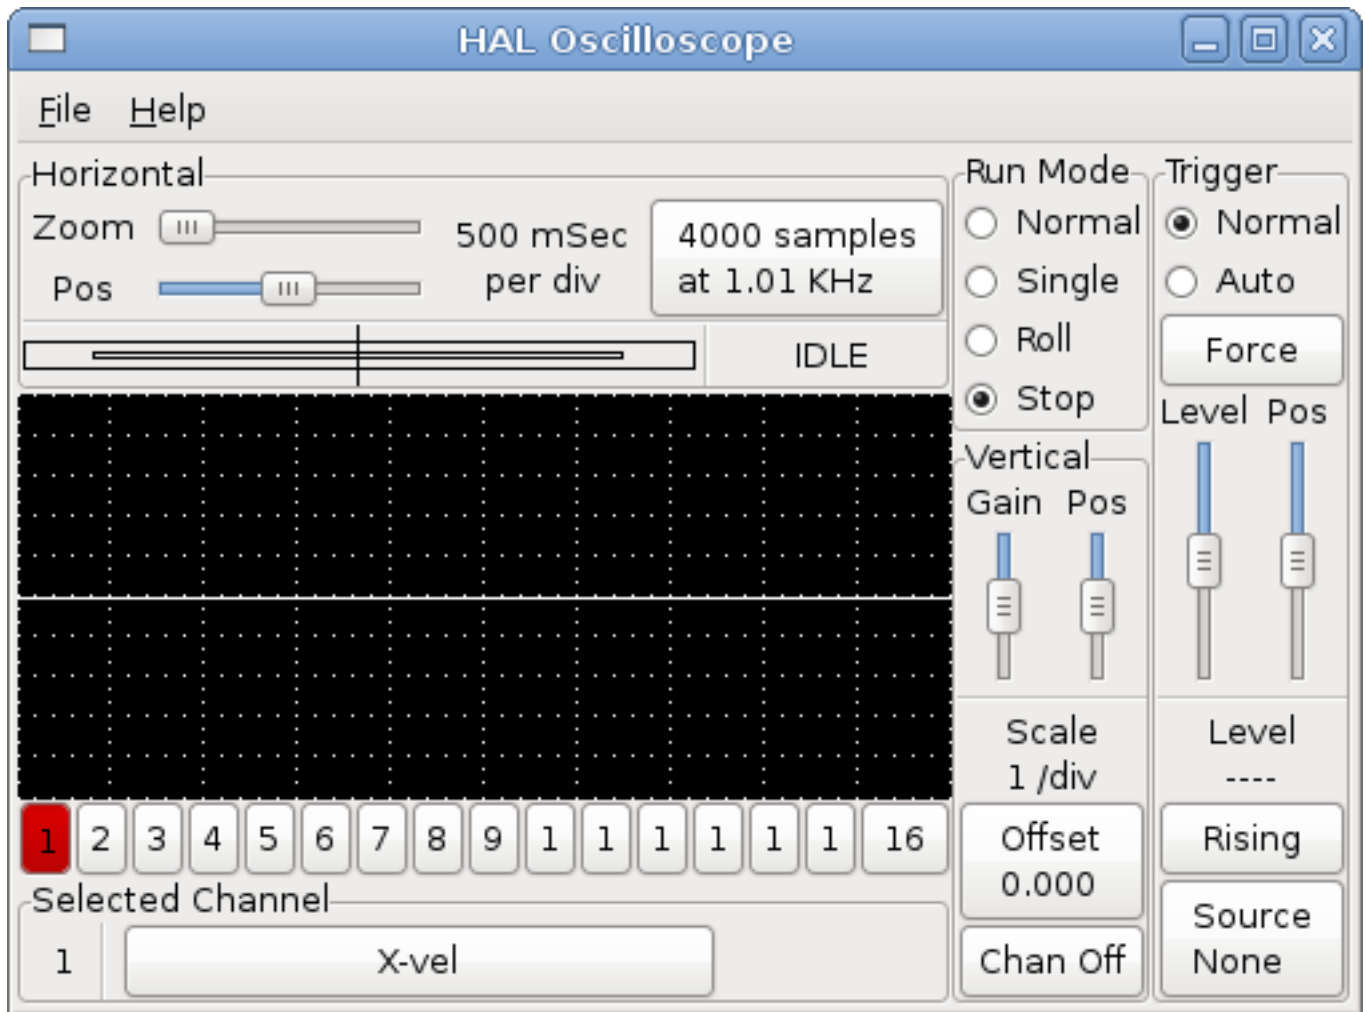 HAL Oscilloscope
File Help
Horizontal
Zoom
Pos
500 mSec
per div
4000 samples
at 1.01 KHz
IDLE
Run Mode
Normal
Single
Roll
Stop
Trigger
Normal
Auto
Force
Level Pos
Vertical
Gain Pos
Scale
1 /div
Offset
0.000
Chan Off
Level
----
Rising
Source
None
1 2 3 4 5 6 7 8 9 1 1 1 1 1 1 16
Selected Channel
1 X-vel